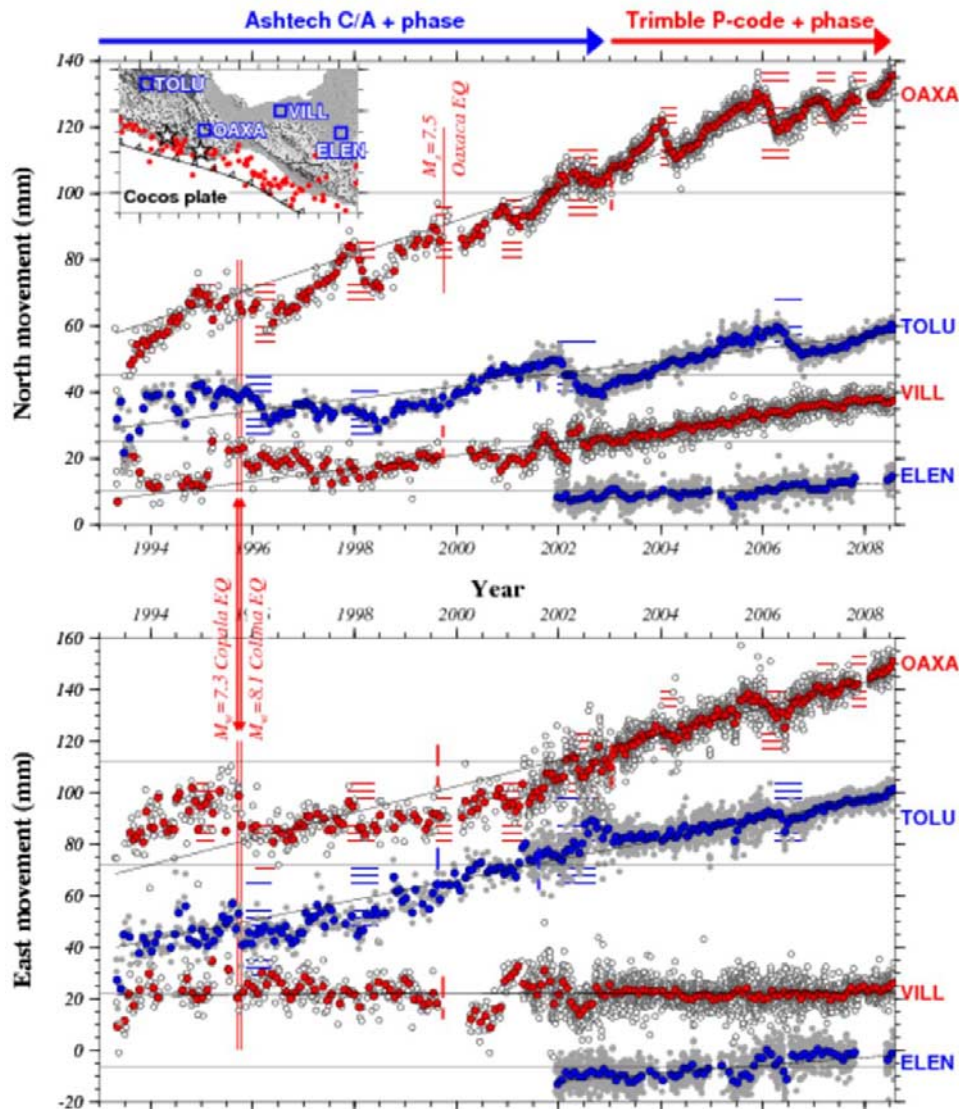 Ashtech C/A + phase
Trimble P-code + phase
140
120
100
80
60
40
20
0
North movement (mm)
TOLU
VILL
OAXA
ELEN
Cocos plate
Ms=7.5
Oaxaca EQ
OAXA
TOLU
VILL
ELEN
1994 1996 1998 2000 2002 2004 2006 2008
Year
Mw=7.3 Copala EQ
Mw=8.1 Colima EQ
1994 1998 2000 2002 2004 2006 2008
160
140
120
100
80
60
40
20
0
-20
East movement (mm)
OAXA
TOLU
VILL
ELEN